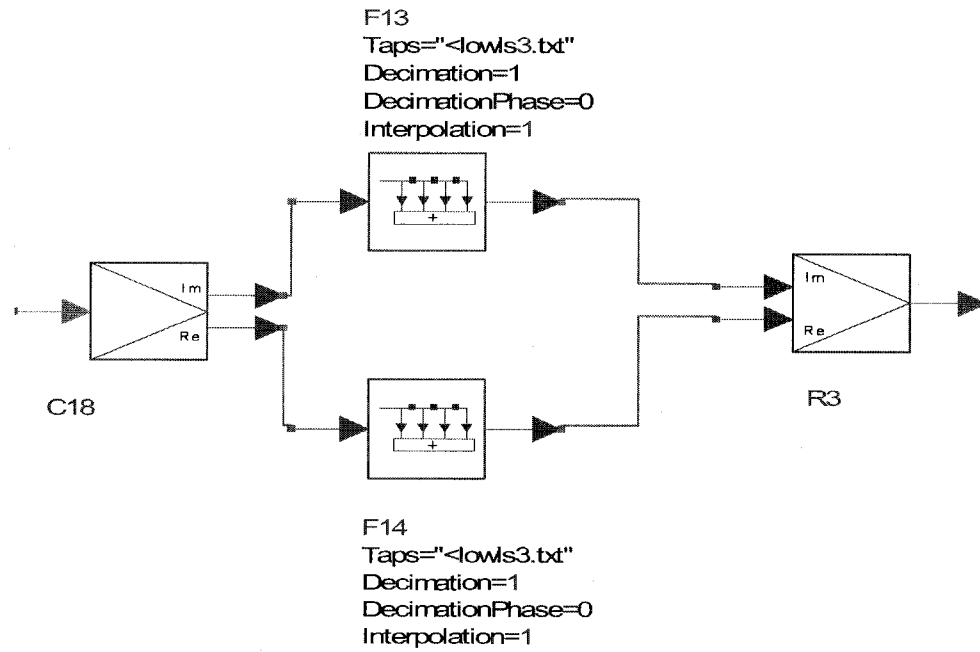 F13
Taps="<lowls3.txt"
Decimation=1
DecimationPhase=0
Interpolation=1
+
Im
Re
C18
Im
Re
R3
+
F14
Taps="<lowls3.txt"
Decimation=1
DecimationPhase=0
Interpolation=1